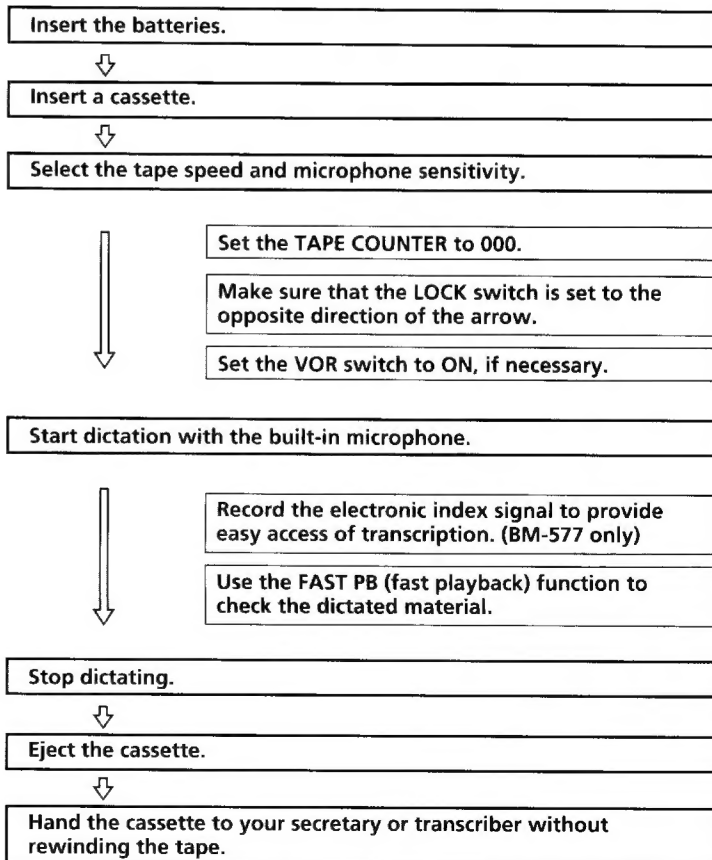 Insert the batteries.
Insert a cassette.
Select the tape speed and microphone sensitivity.
Set the TAPE COUNTER to 000.
Make sure that the LOCK switch is set to the
opposite direction of the arrow.
Set the VOR switch to ON, if necessary.
Start dictation with the built-in microphone.
Record the electronic index signal to provide
easy access of transcription. (BM-577 only)
Use the FAST PB (fast playback) function to
check the dictated material.
Stop dictating.
Eject the cassette.
Hand the cassette to your secretary or transcriber without
rewinding the tape.